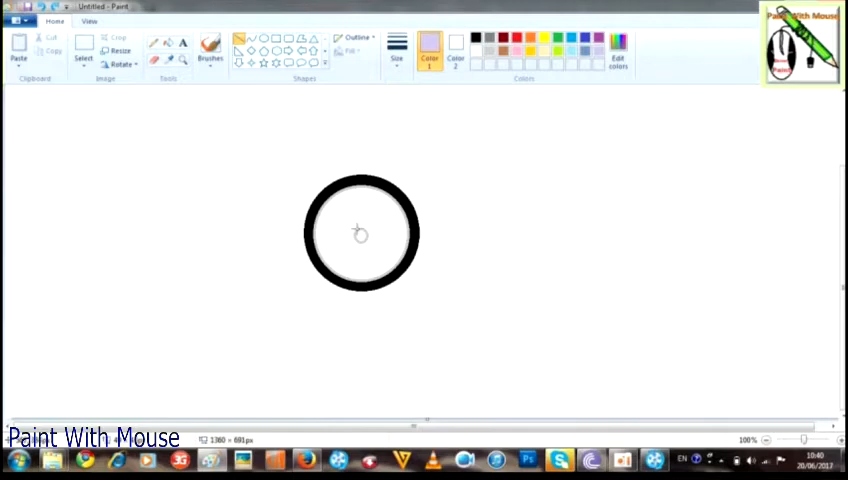 Untitled - Paint
Home
View
Paste
Cut
Copy
Clipboard
Select
Crop
Resize
Rotate
Image
A
Tools
Brushes
Outline
Fill
Shapes
Size
Color
1
Color
2
Edit
colors
Colors
Paint With Mouse
Paint With Mouse
1360 × 691px
100%
3G
Ps
S
EN
10:40
20/06/2017